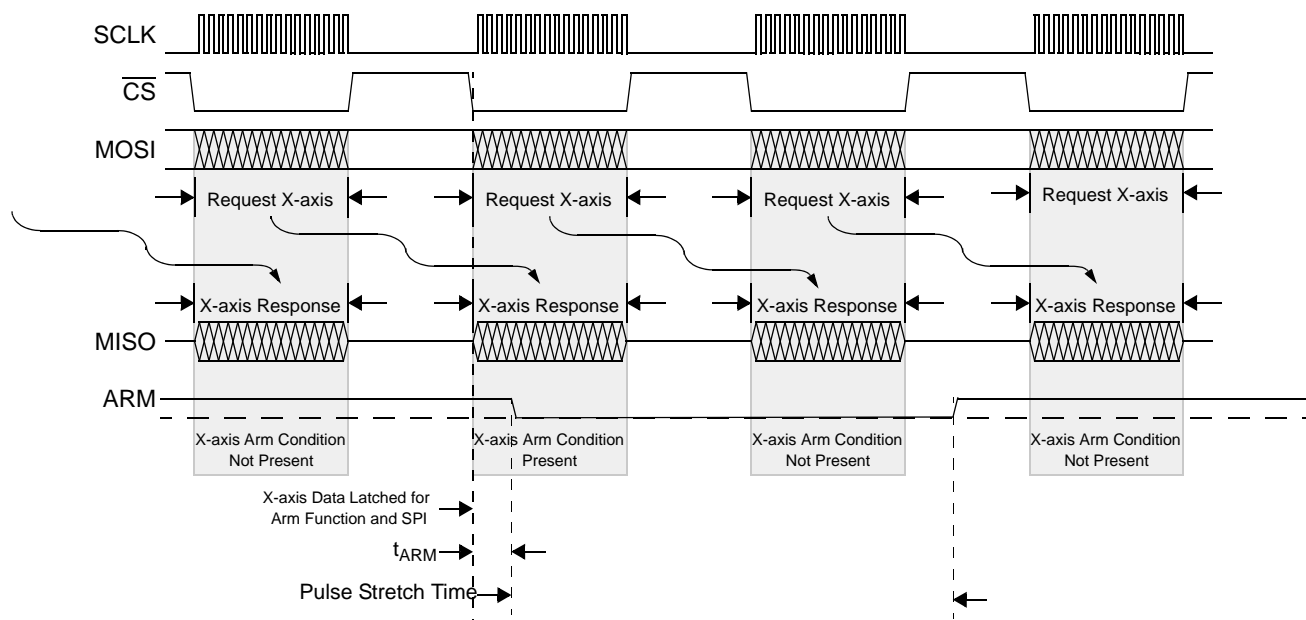 SCLK
CS
MOSI
Request X-axis
Request X-axis
Request X-axis
Request X-axis
X-axis Response
X-axis Response
X-axis Response
X-axis Response
MISO
ARM
X-axis Arm Condition
Not Present
X-axis Arm Condition
Present
X-axis Arm Condition
Not Present
X-axis Arm Condition
Not Present
X-axis Data Latched for
Arm Function and SPI
tARM
Pulse Stretch Time